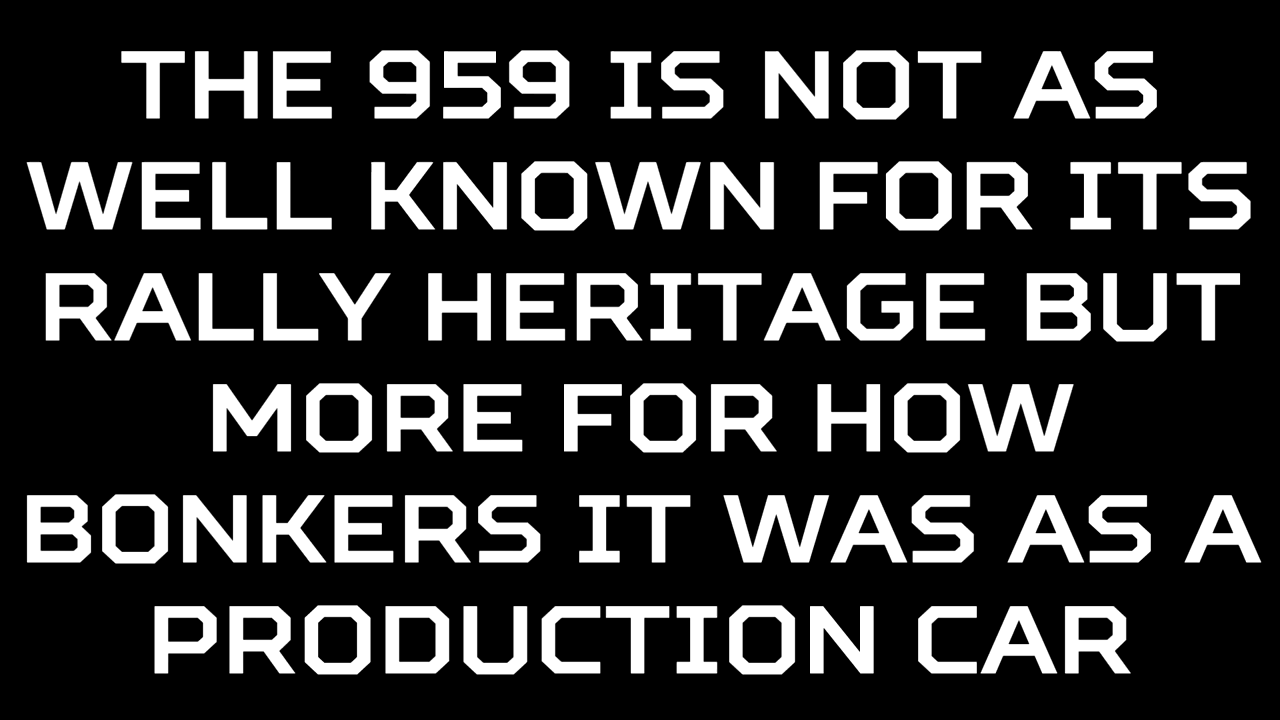 THE 959 IS NOT AS
WELL KNOWN FOR ITS
RALLY HERITAGE BUT
MORE FOR HOW
BONKERS IT WAS AS A
PRODUCTION CAR